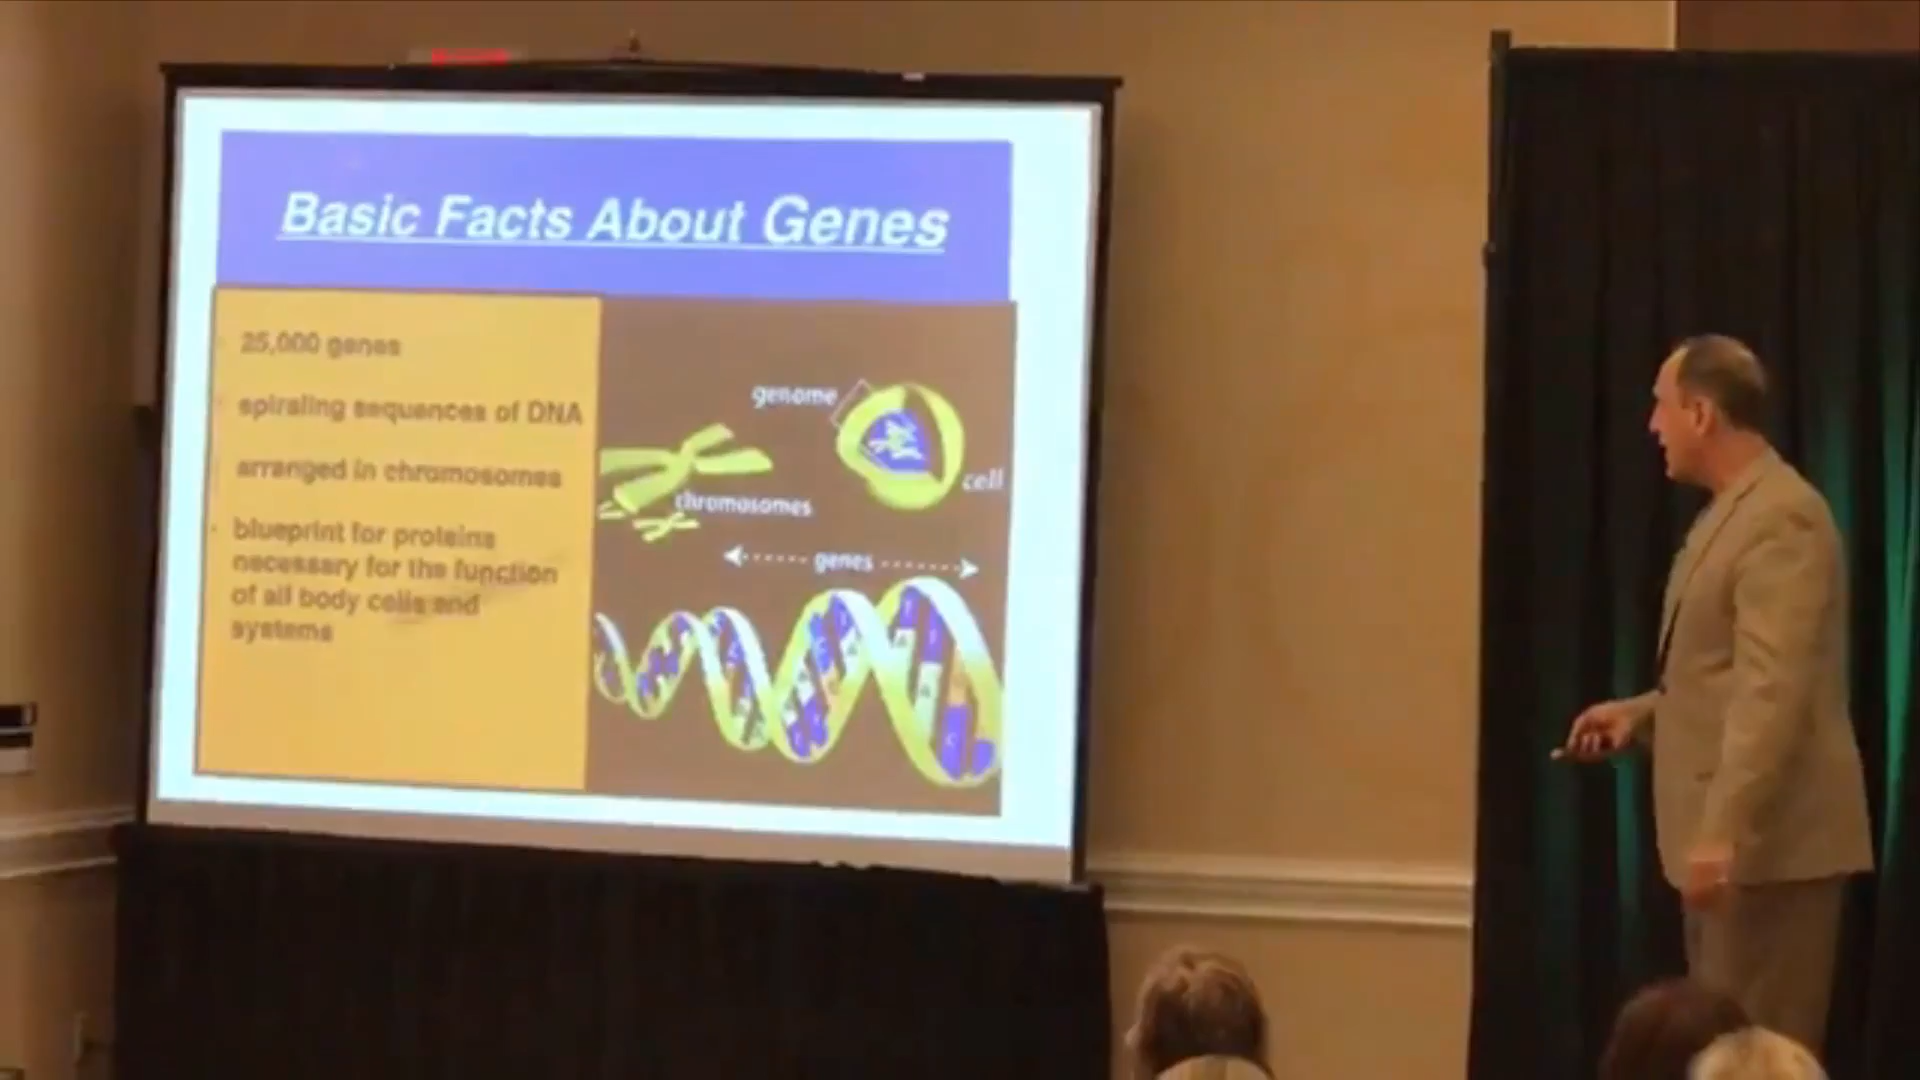 Basic Facts About Genes
25,000 genes
spiraling sequences of DNA
arranged in chromosomes
blueprint for proteins
necessary for the function
of all body cells and
systems
genome
cell
chromosomes
genes